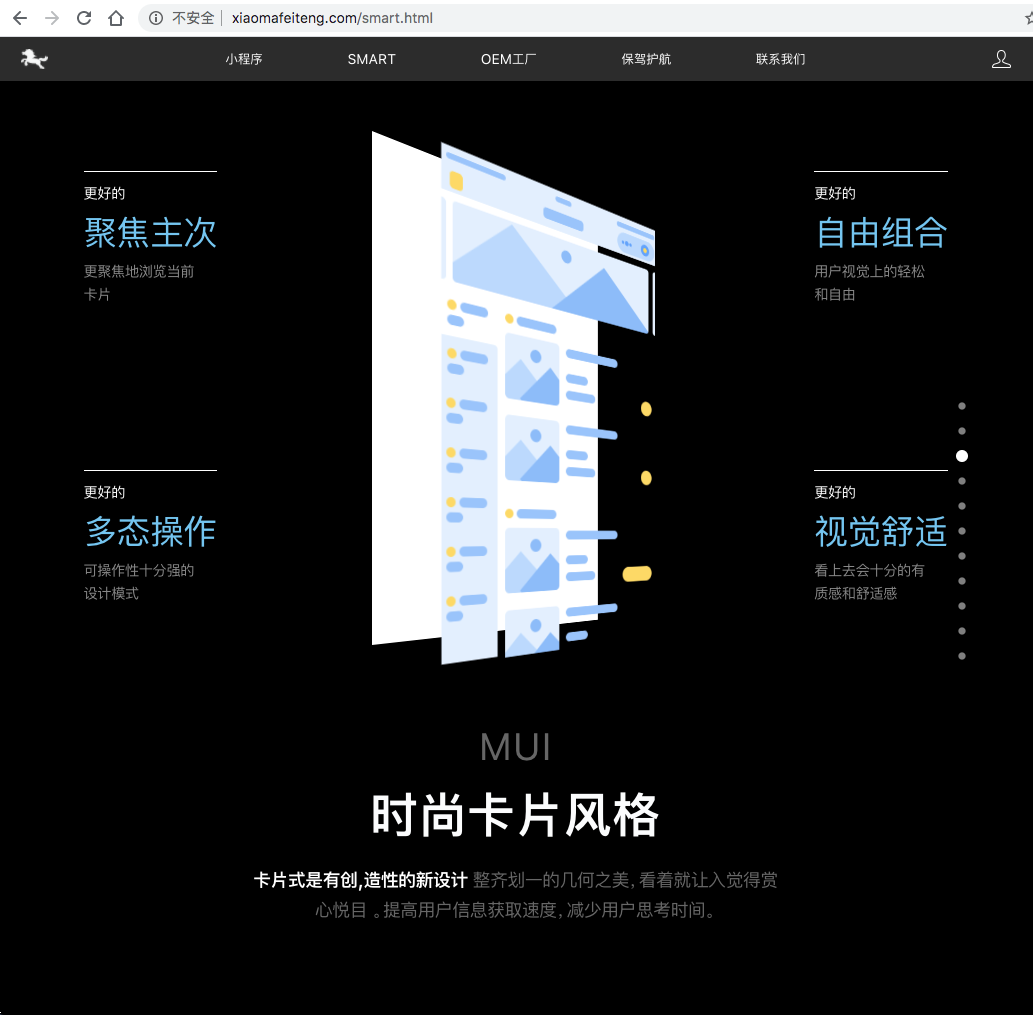 不安全 xiaomafeiteng.com/smart.html
小程序 SMART OEM工厂 保驾护航 联系我们
更好的
聚焦主次
更聚焦地浏览当前
卡片
更好的
自由组合
用户视觉上的轻松
和自由
更好的
多态操作
可操作性十分强的
设计模式
更好的
视觉舒适
看上去会十分的有
质感和舒适感
MUI
时尚卡片风格
卡片式是有创,造性的新设计 整齐划一的几何之美, 看着就让入觉得赏
心悦目 。提高用户信息获取速度, 减少用户思考时间。